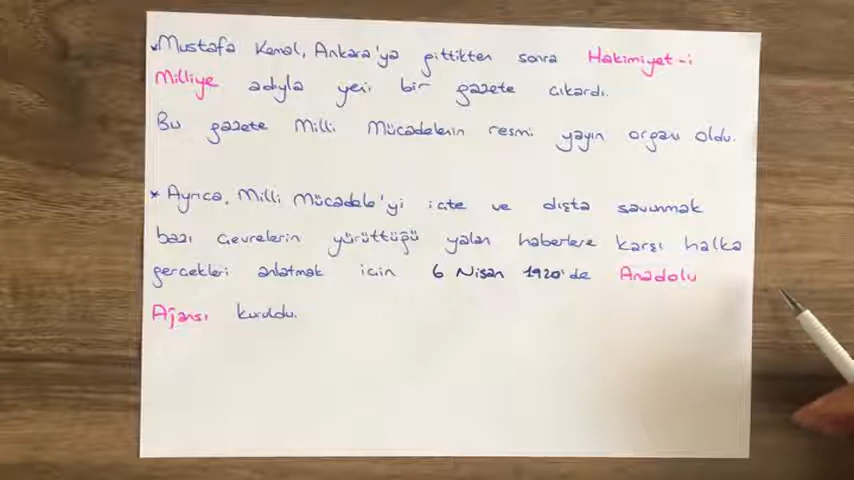 Mustafa Kemal, Ankara'ya gittikten sonra Hakimiyet-i
Milliye adıyla yeni bir gazete çıkardı.
Bu gazete Milli Mücadelenin resmi yayın organı oldu.
* Ayrıca, Milli Mücadele'yi içte ve dışta savunmak
bazı çevrelerin yürüttüğü yalan haberlere karşı halka
gerçekleri anlatmak için 6 Nisan 1920'de Anadolu
Ajansı kuruldu.